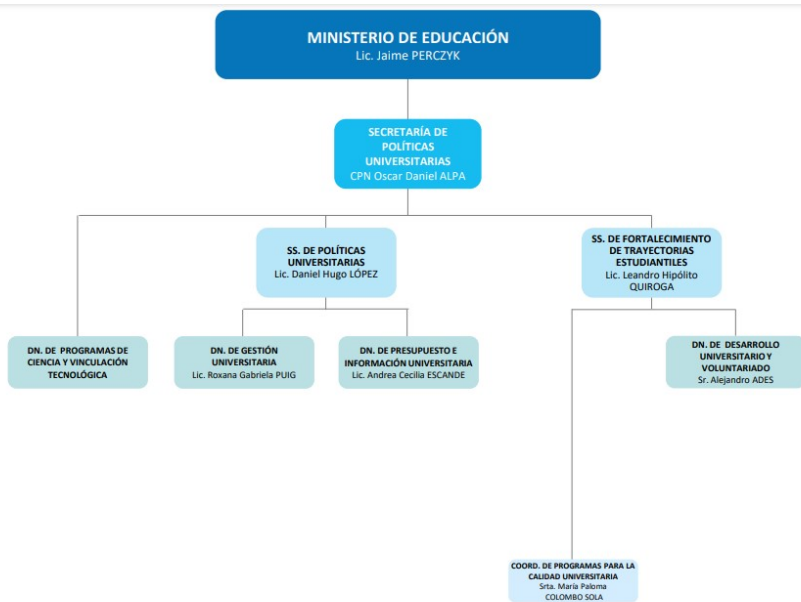 MINISTERIO DE EDUCACIÓN
Lic. Jaime PERCZYK
SECRETARÍA DE
POLÍTICAS
UNIVERSITARIAS
CPN Oscar Daniel ALPA
SS. DE POLÍTICAS
UNIVERSITARIAS
Lic. Daniel Hugo LÓPEZ
SS. DE FORTALECIMIENTO
DE TRAYECTORIAS
ESTUDIANTILES
Lic. Leandro Hipólito
QUIROGA
DN. DE PROGRAMAS DE
CIENCIA Y VINCULACIÓN
TECNOLÓGICA
DN. DE GESTIÓN
UNIVERSITARIA
Lic. Roxana Gabriela PUIG
DN. DE PRESUPUESTO E
INFORMACIÓN UNIVERSITARIA
Lic. Andrea Cecilia ESCANDE
DN. DE DESARROLLO
UNIVERSITARIO Y
VOLUNTARIADO
Sr. Alejandro ADES
COORD. DE PROGRAMAS PARA LA
CALIDAD UNIVERSITARIA
Srta. María Paloma
COLOMBO SOLA